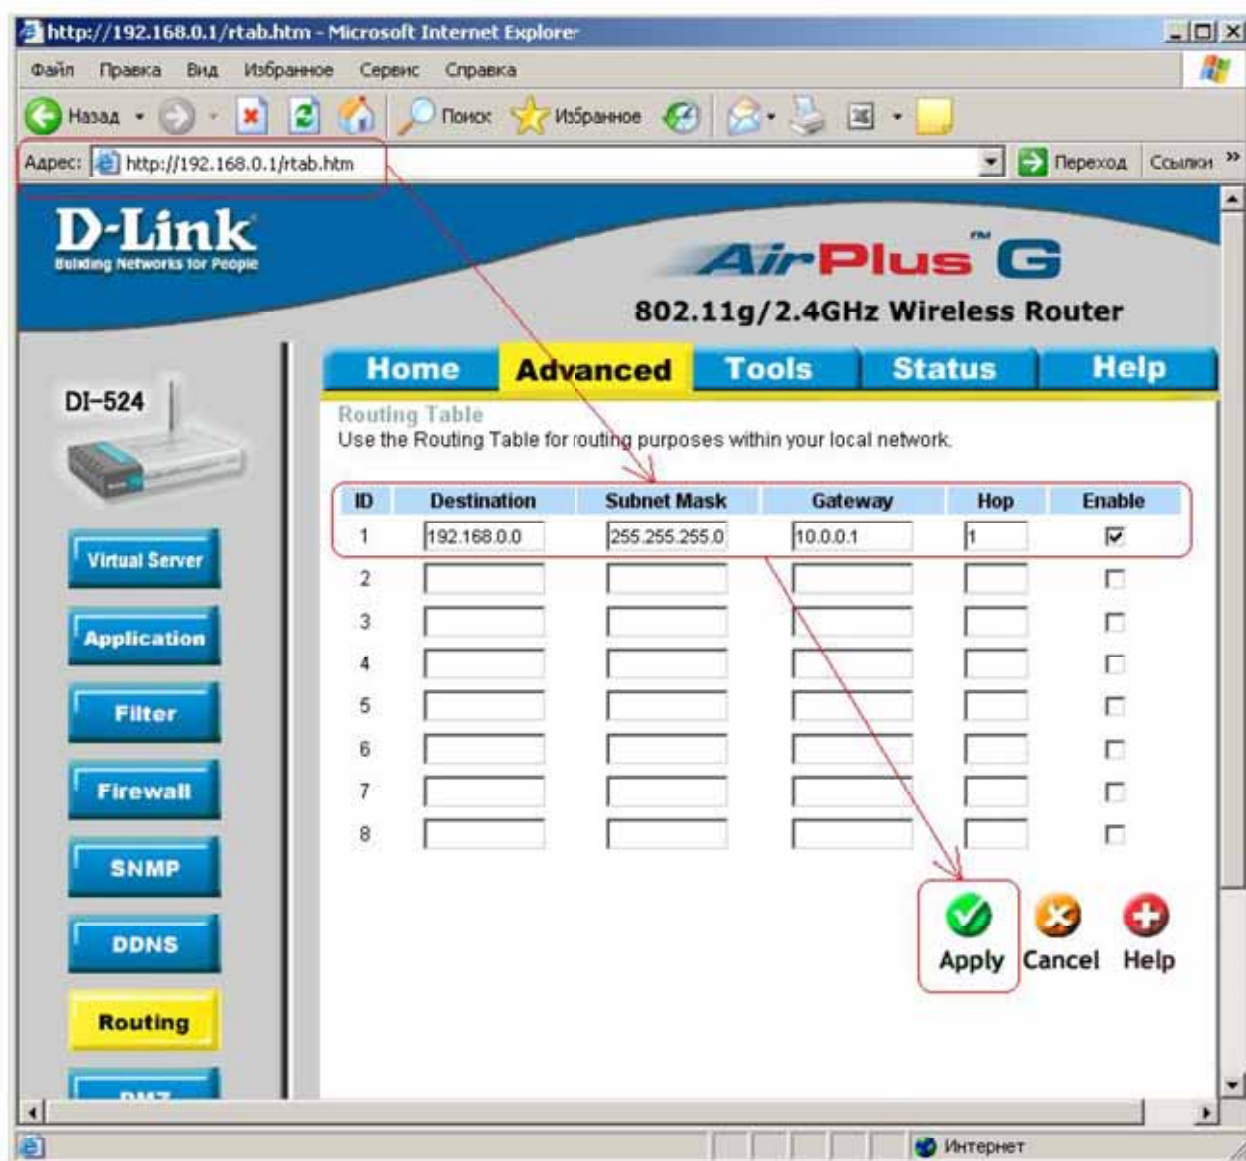 http://192.168.0.1/rtab.htm - Microsoft Internet Explorer
Файл Правка Вид Избранное Сервис Справка
Назад Поиск Избранное
Адрес: http://192.168.0.1/rtab.htm Переход Ссылки »
D-Link
Building Networks for People
AirPlus G ™
802.11g/2.4GHz Wireless Router
Home Advanced Tools Status Help
DI-524
Routing Table
Use the Routing Table for routing purposes within your local network.
ID Destination Subnet Mask Gateway Hop Enable
1 192.168.0.0 255.255.255.0 10.0.0.1 1
2
3
4
5
6
7
8
Virtual Server
Application
Filter
Firewall
SNMP
DDNS
Routing
DMZ
Apply Cancel Help
Интернет